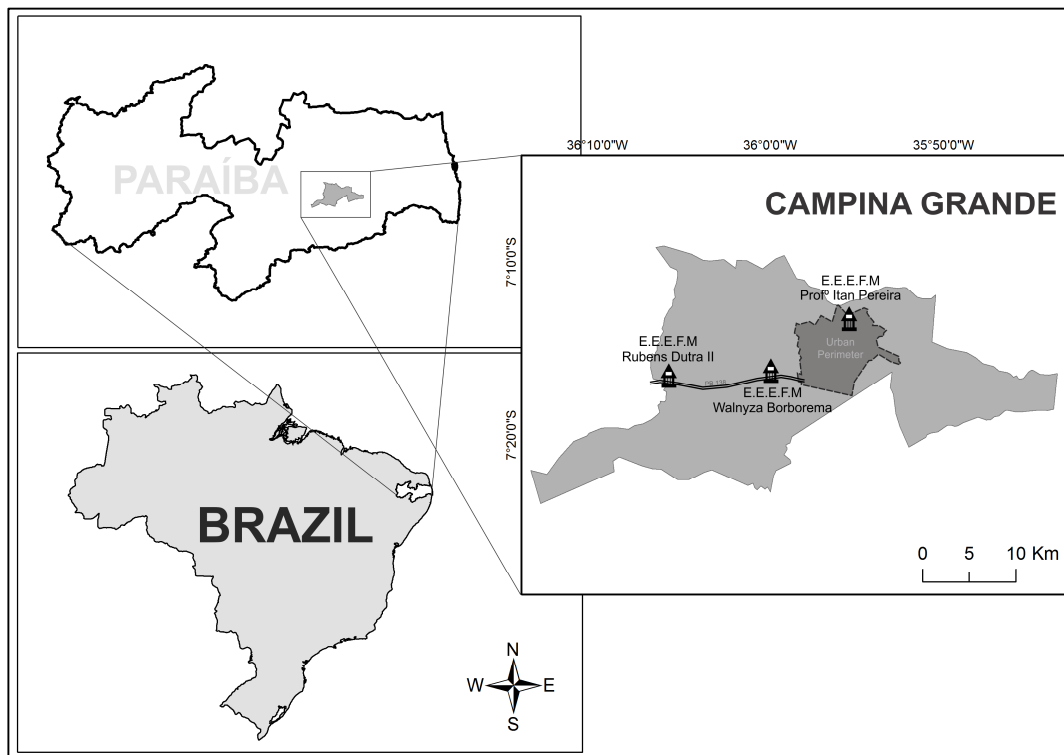 PARAÍBA
36°10'0"W
36°0'0"W
35°50'0"W
7°10'0"S
7°20'0"S
CAMPINA GRANDE
E.E.E.F.M
Profº Itan Pereira
Urban
Perimeter
E.E.E.F.M
Rubens Dutra II
E.E.E.F.M
Walnyza Borborema
0 5 10 Km
BRAZIL
N
W E
S